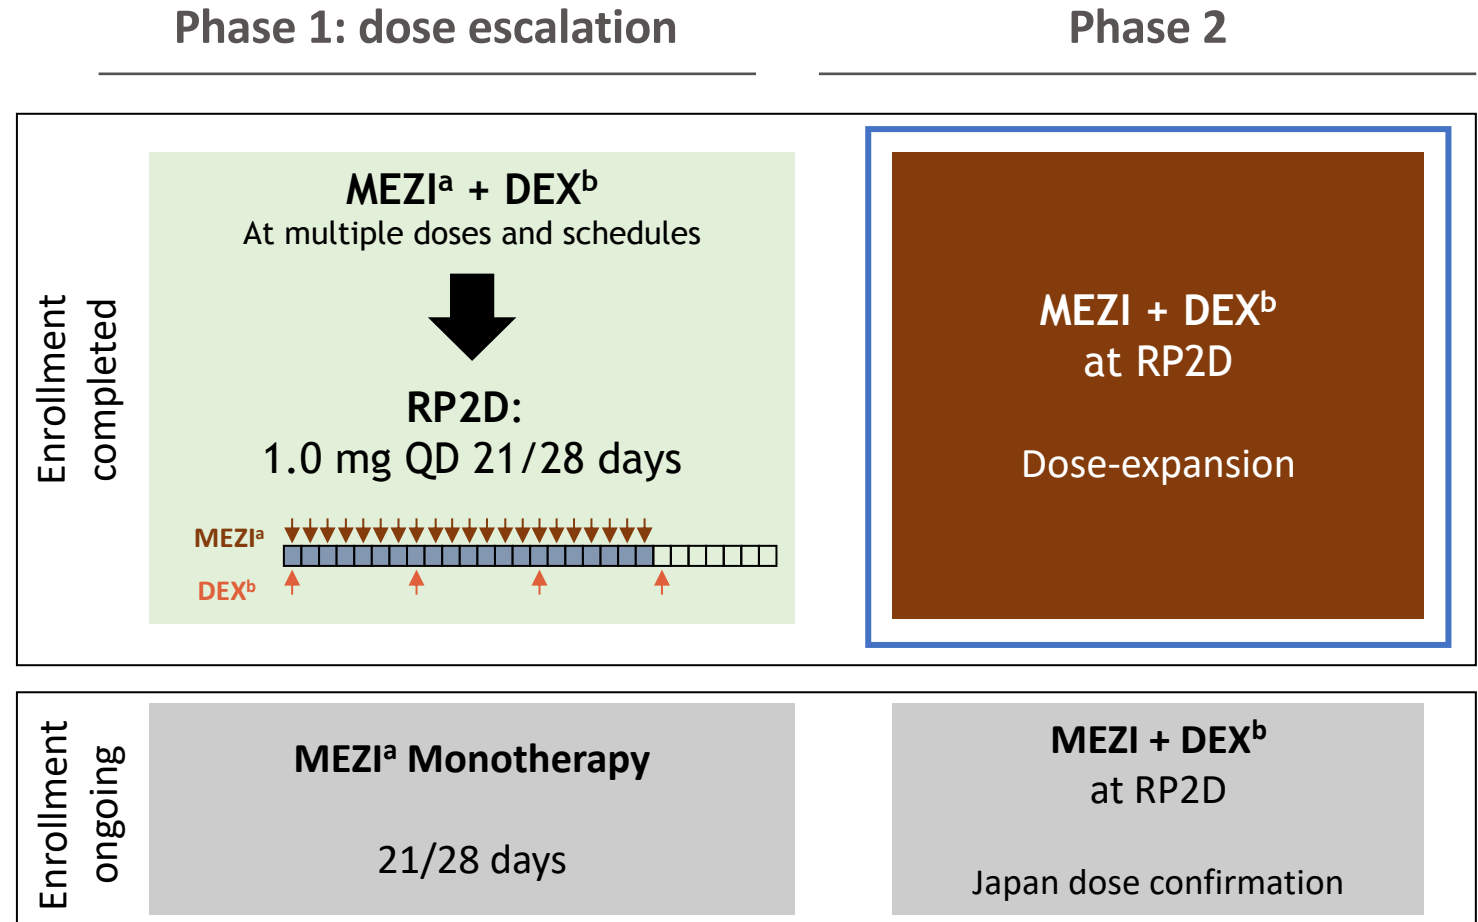 Phase 1: dose escalation
Phase 2
Enrollment
completed
MEZIᵃ + DEXᵇ
At multiple doses and schedules
RP2D:
1.0 mg QD 21/28 days
MEZIᵃ
DEXᵇ
MEZI + DEXᵇ
at RP2D
Dose-expansion
Enrollment
ongoing
MEZIᵃ Monotherapy
21/28 days
MEZI + DEXᵇ
at RP2D
Japan dose confirmation